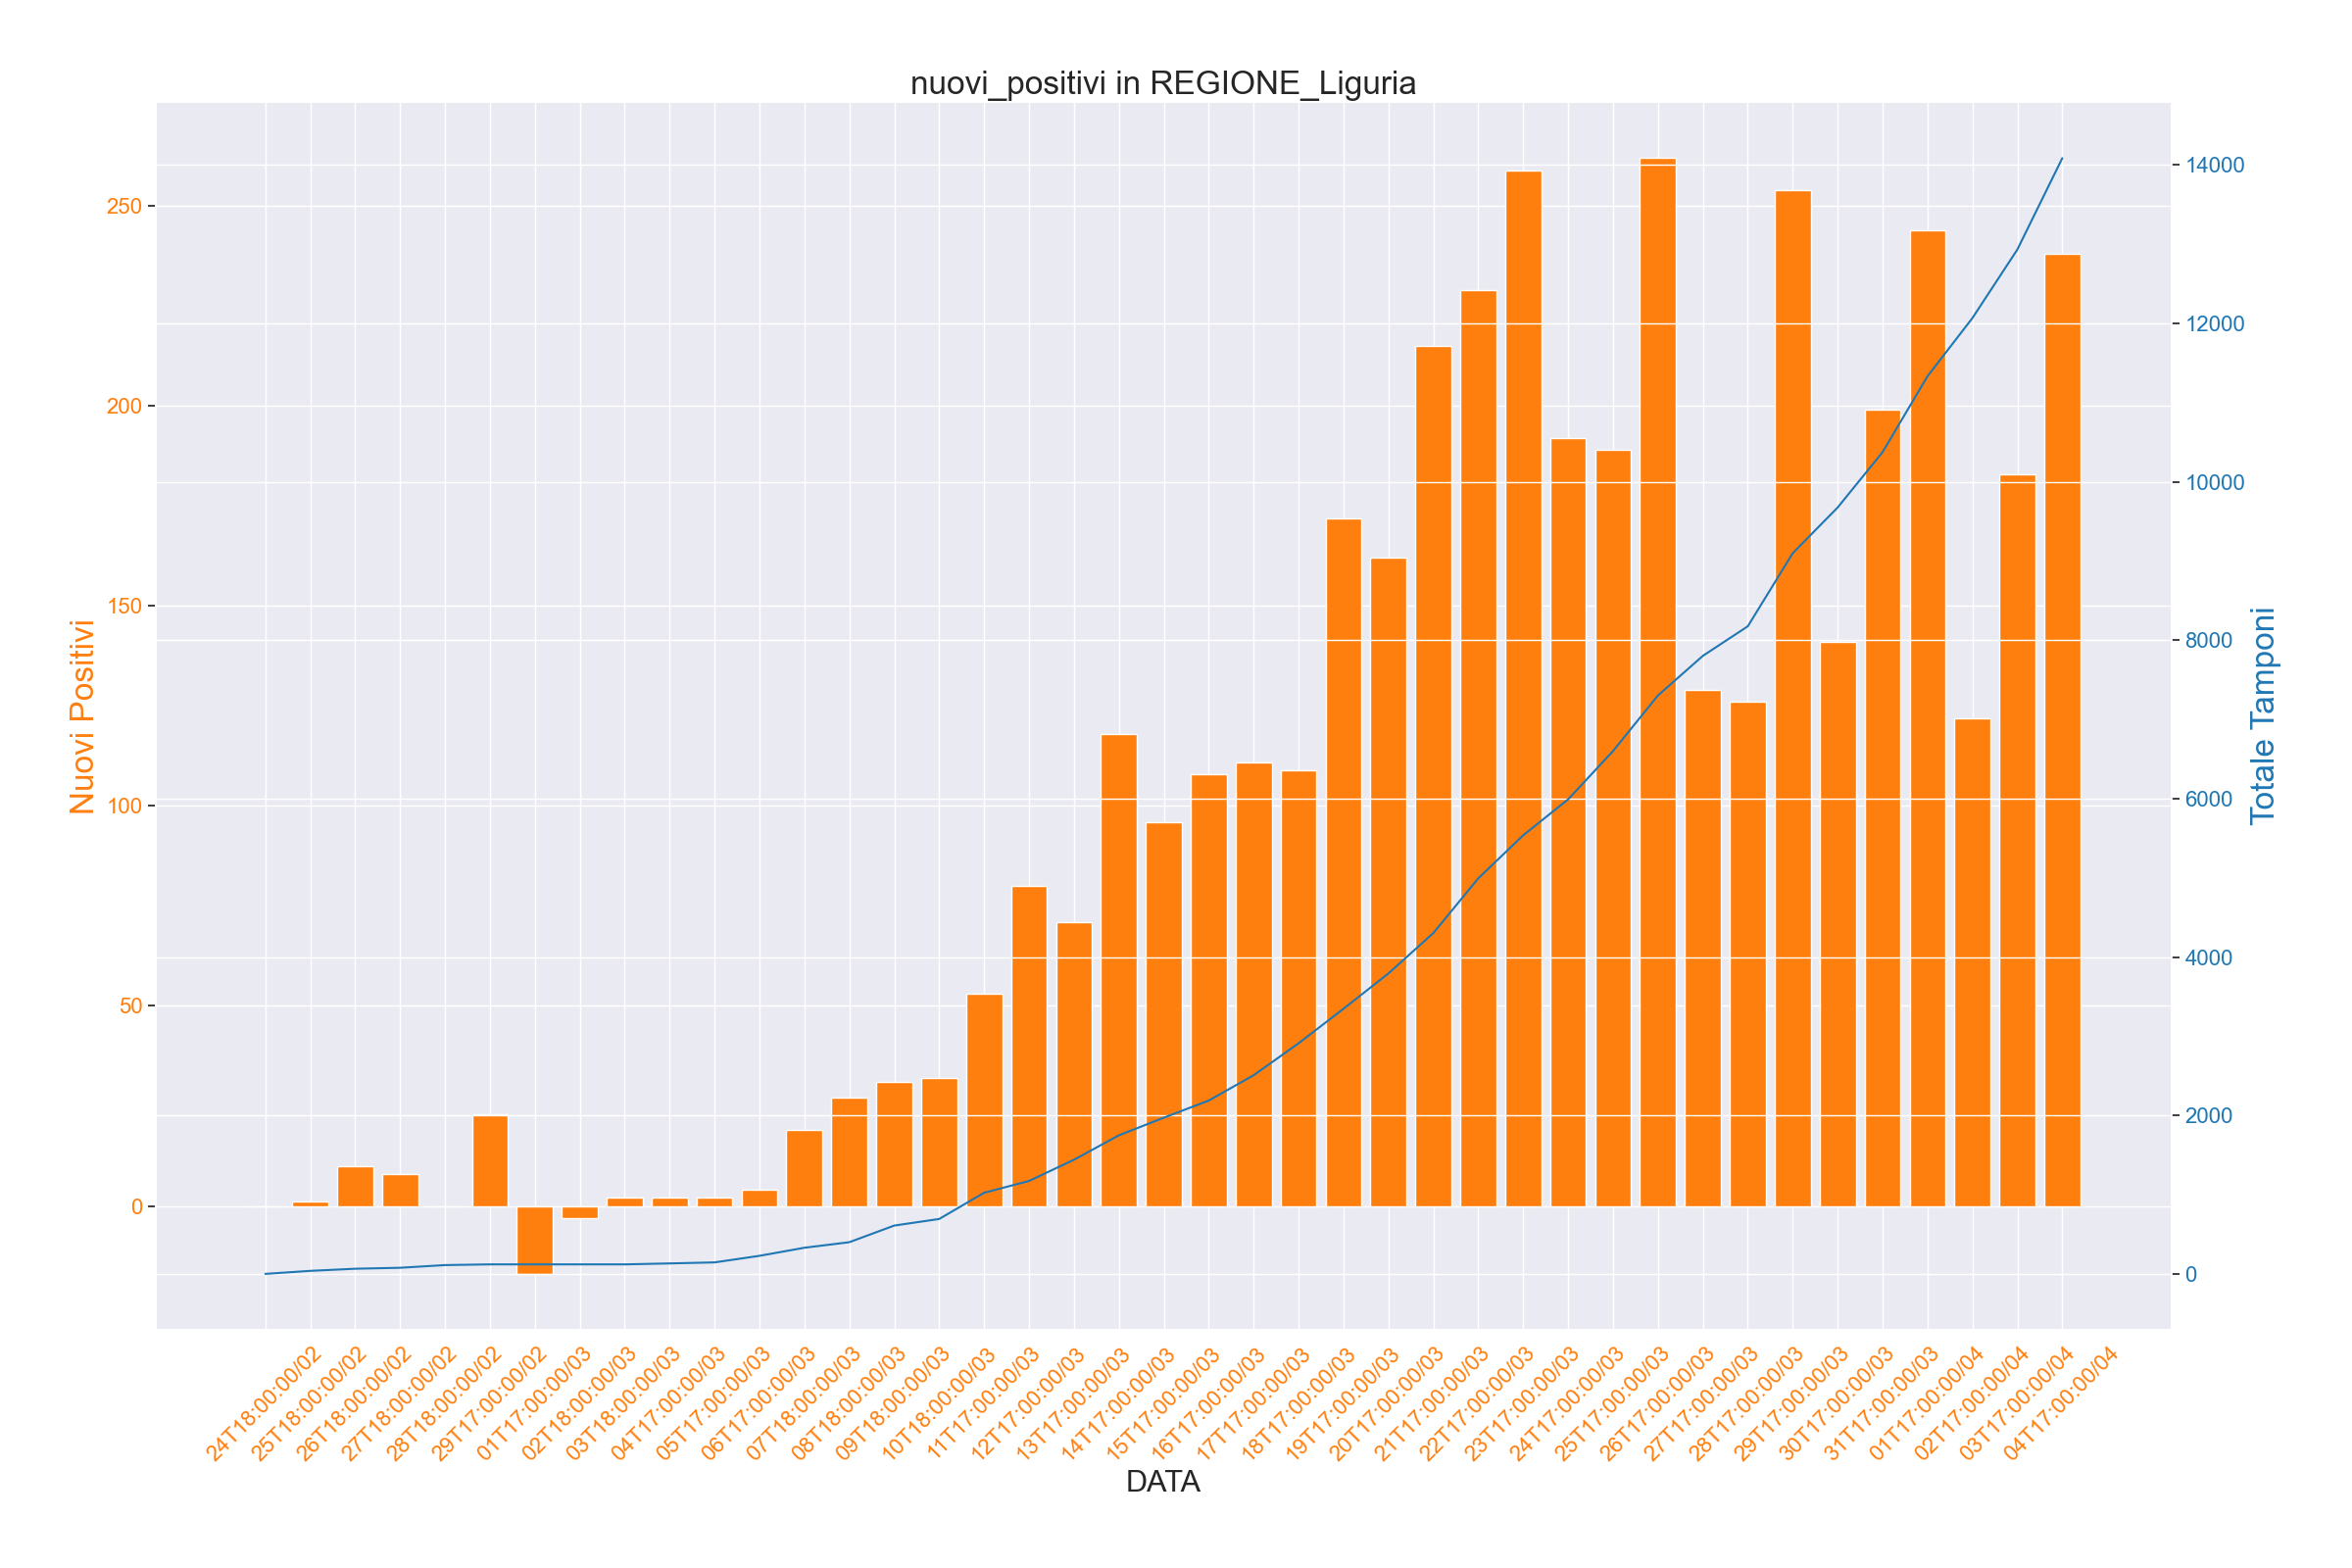 nuovi_positivi in REGIONE_Liguria
Nuovi Positivi
250
200
150
100
50
0
14000
12000
10000
8000
6000
4000
2000
0
Totale Tamponi
24T18:00:00/02
25T18:00:00/02
26T18:00:00/02
27T18:00:00/02
28T18:00:00/02
29T17:00:00/02
01T17:00:00/03
02T18:00:00/03
03T18:00:00/03
04T17:00:00/03
05T17:00:00/03
06T17:00:00/03
07T18:00:00/03
08T18:00:00/03
09T18:00:00/03
10T18:00:00/03
11T17:00:00/03
12T17:00:00/03
13T17:00:00/03
14T17:00:00/03
15T17:00:00/03
16T17:00:00/03
17T17:00:00/03
18T17:00:00/03
19T17:00:00/03
20T17:00:00/03
21T17:00:00/03
22T17:00:00/03
23T17:00:00/03
24T17:00:00/03
25T17:00:00/03
26T17:00:00/03
27T17:00:00/03
28T17:00:00/03
29T17:00:00/03
30T17:00:00/03
31T17:00:00/03
01T17:00:00/04
02T17:00:00/04
03T17:00:00/04
04T17:00:00/04
DATA